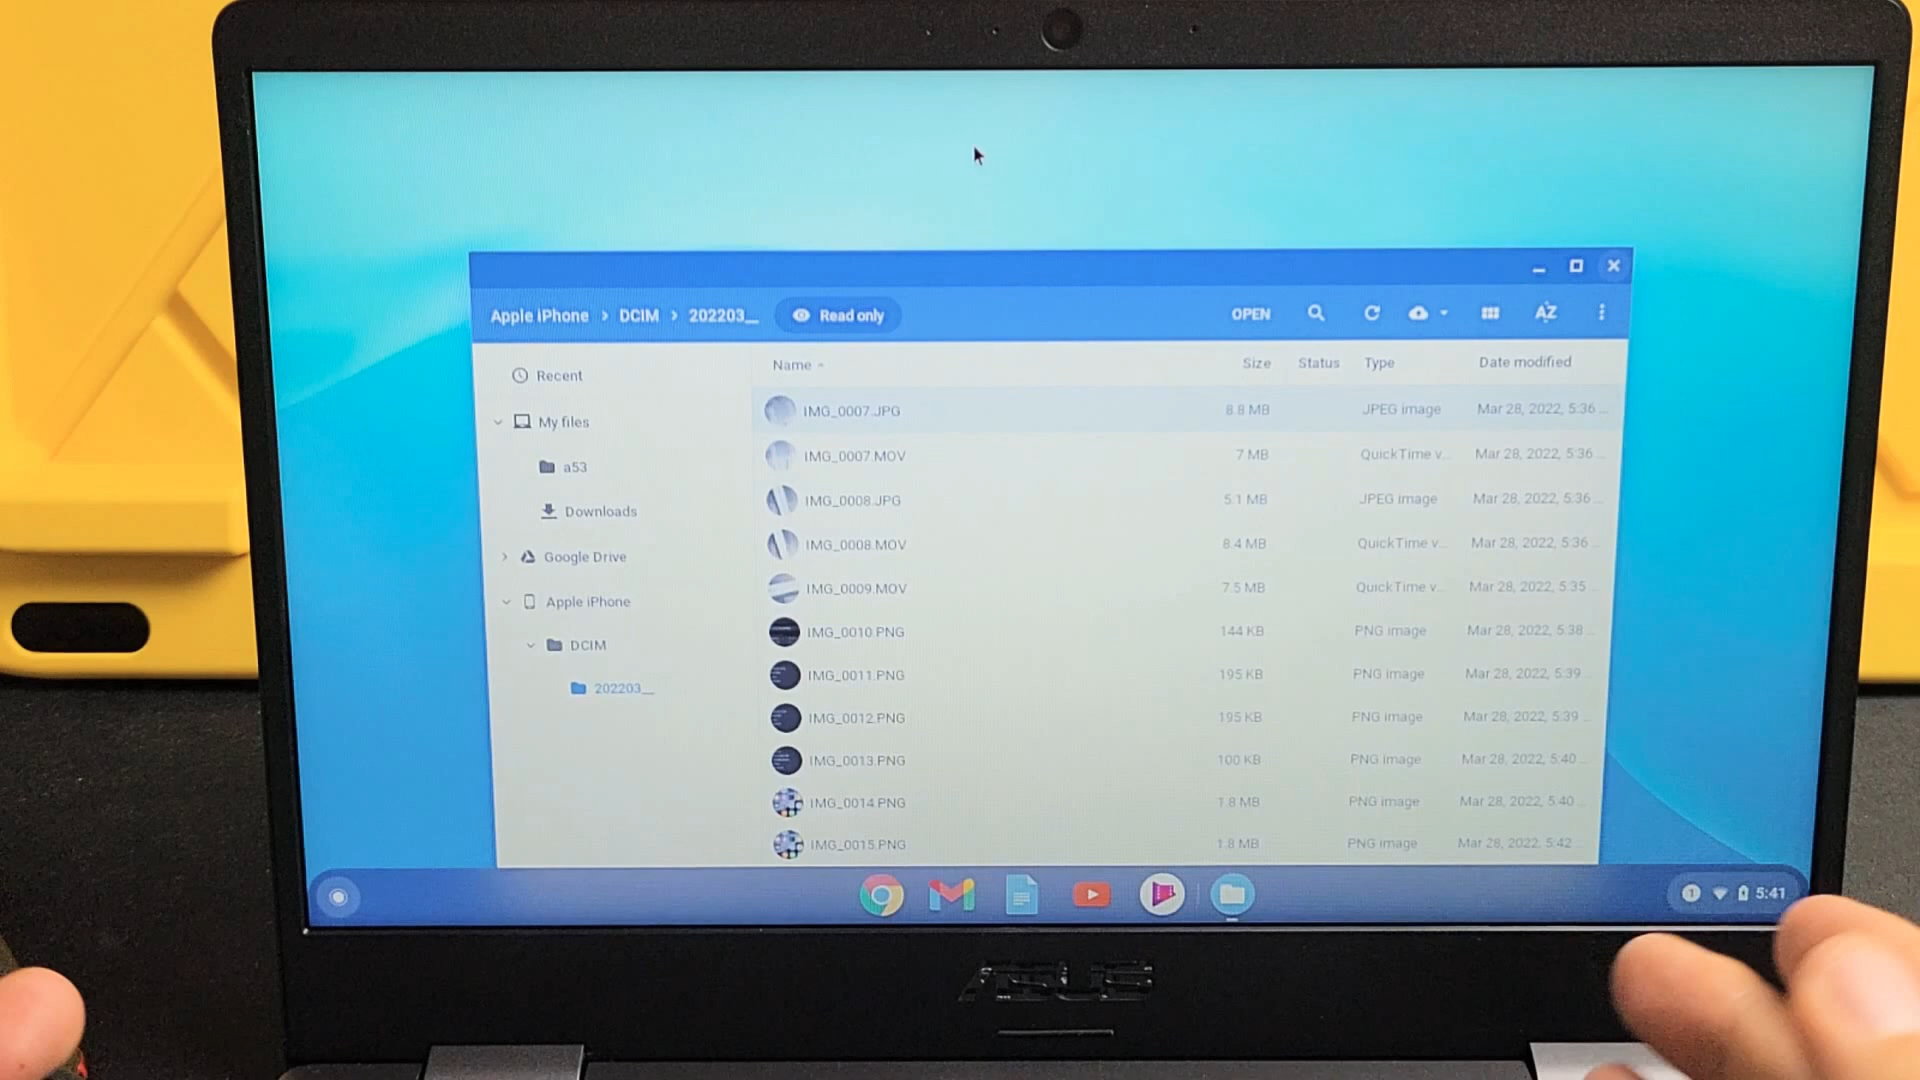 Apple iPhone > DCIM > 202203__ Read only OPEN AZ
Recent
My files
a53
Downloads
Google Drive
Apple iPhone
DCIM
202203__
Name Size Status Type Date modified
IMG_0007.JPG 8.8 MB JPEG image Mar 28, 2022, 5:36 ...
IMG_0007.MOV 7 MB QuickTime v... Mar 28, 2022, 5:36 ...
IMG_0008.JPG 5.1 MB JPEG image Mar 28, 2022, 5:36 ...
IMG_0008.MOV 8.4 MB QuickTime v... Mar 28, 2022, 5:36 ...
IMG_0009.MOV 7.5 MB QuickTime v... Mar 28, 2022, 5:35 ...
IMG_0010.PNG 144 KB PNG image Mar 28, 2022, 5:38 ...
IMG_0011.PNG 195 KB PNG image Mar 28, 2022, 5:39 ...
IMG_0012.PNG 195 KB PNG image Mar 28, 2022, 5:39 ...
IMG_0013.PNG 100 KB PNG image Mar 28, 2022, 5:40 ...
IMG_0014.PNG 1.8 MB PNG image Mar 28, 2022, 5:40 ...
IMG_0015.PNG 1.8 MB PNG image Mar 28, 2022, 5:42 ...
1 5:41
ASUS